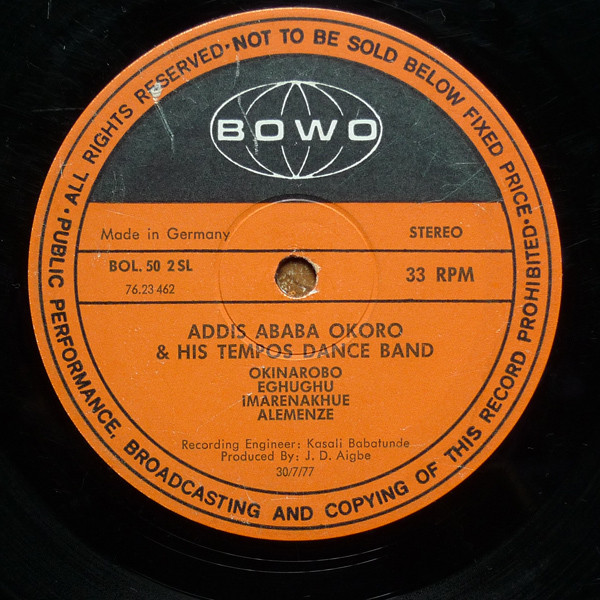 ALL RIGHTS RESERVED · NOT TO BE SOLD BELOW FIXED PRICE ·
PUBLIC PERFORMANCE, BROADCASTING AND COPYING OF THIS RECORD PROHIBITED ·
BOWO
Made in Germany STEREO
BOL. 50 2 SL 33 RPM
76.23 462
ADDIS ABABA OKORO
& HIS TEMPOS DANCE BAND
OKINAROBO
EGHUGHU
IMARENAKHUE
ALEMENZE
Recording Engineer: Kasali Babatunde
Produced By: J. D. Aigbe
30/7/77